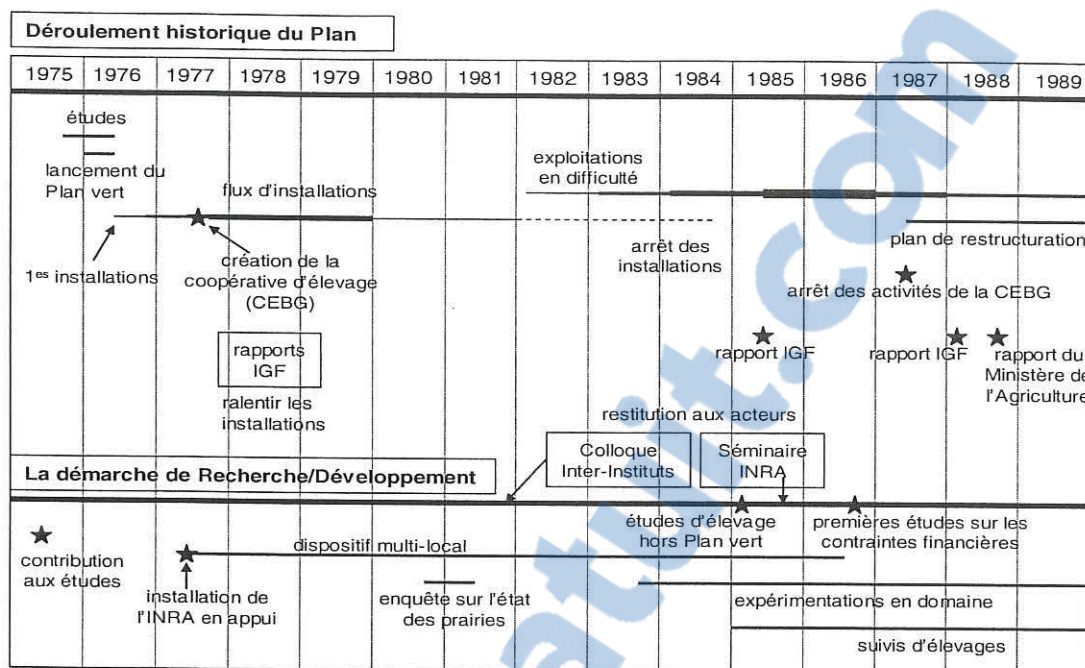 Déroulement historique du Plan
1975 1976 1977 1978 1979 1980 1981 1982 1983 1984 1985 1986 1987 1988 1989
études
lancement du
Plan vert
flux d'installations
exploitations
en difficulté
1es installations
création de la
coopérative d'élevage
(CEBG)
arrêt des
installations
plan de restructuration
arrêt des activités de la CEBG
rapports
IGF
ralentir les
installations
rapport IGF
rapport IGF
rapport du
Ministère de
l'Agriculture
restitution aux acteurs
Colloque
Inter-Instituts
Séminaire
INRA
La démarche de Recherche/Développement
contribution
aux études
installation de
l'INRA en appui
dispositif multi-local
enquête sur l'état
des prairies
études d'élevage
hors Plan vert
premières études sur les
contraintes financières
expérimentations en domaine
suivis d'élevages
atuit.com